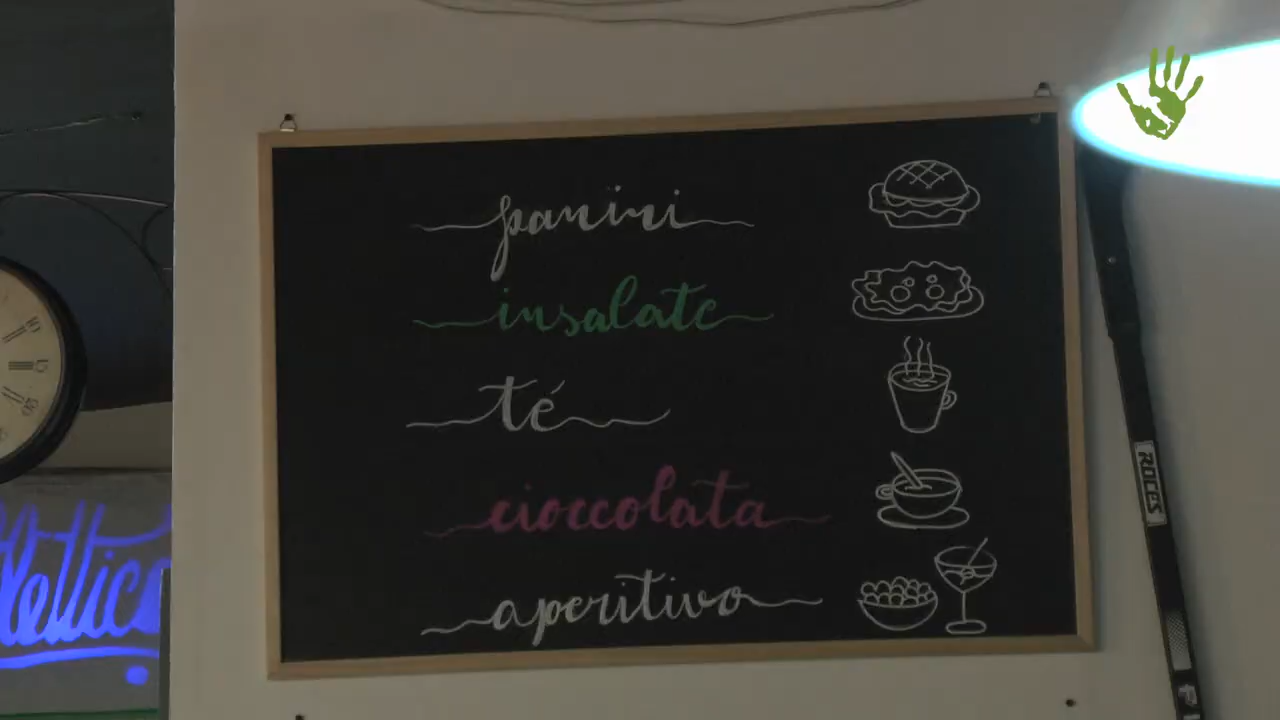 panini
insalate
té
cioccolata
aperitivo
ROCES